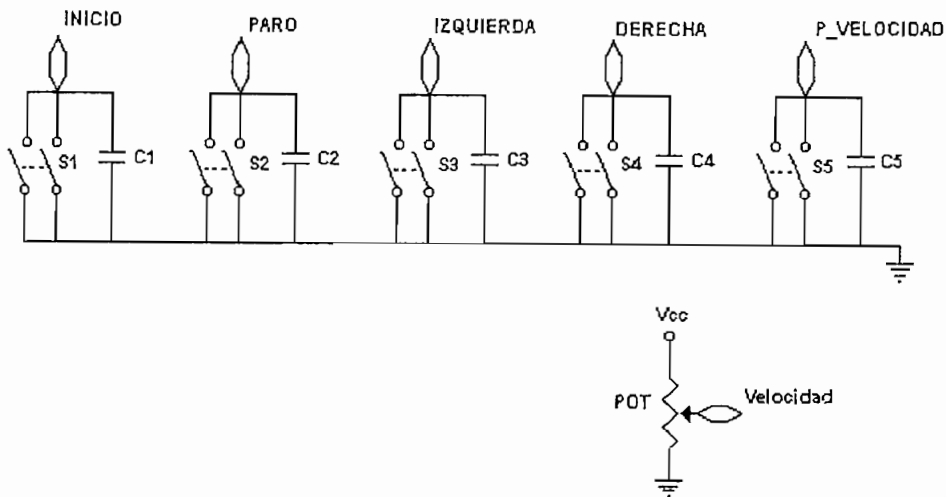 INICIO
PARO
IZQUIERDA
DERECHA
P_VELOCIDAD
S1
C1
S2
C2
S3
C3
S4
C4
S5
C5
Vcc
POT
Velocidad